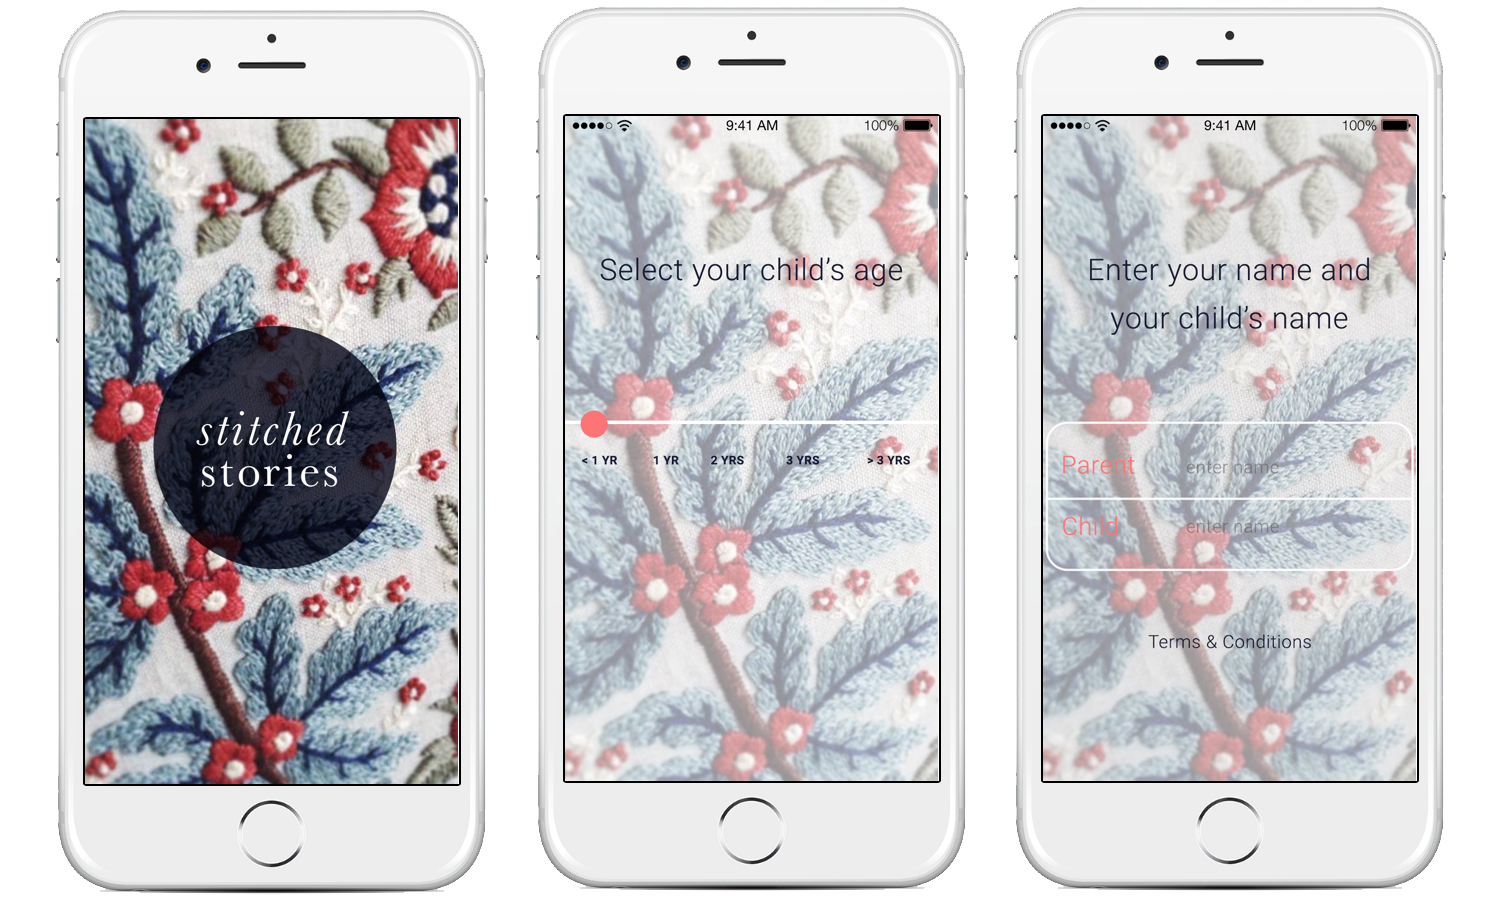 stitched
stories
9:41 AM 100%
Select your child's age
< 1 YR 1 YR 2 YRS 3 YRS > 3 YRS
9:41 AM 100%
Enter your name and
your child's name
Parent enter name
Child enter name
Terms & Conditions